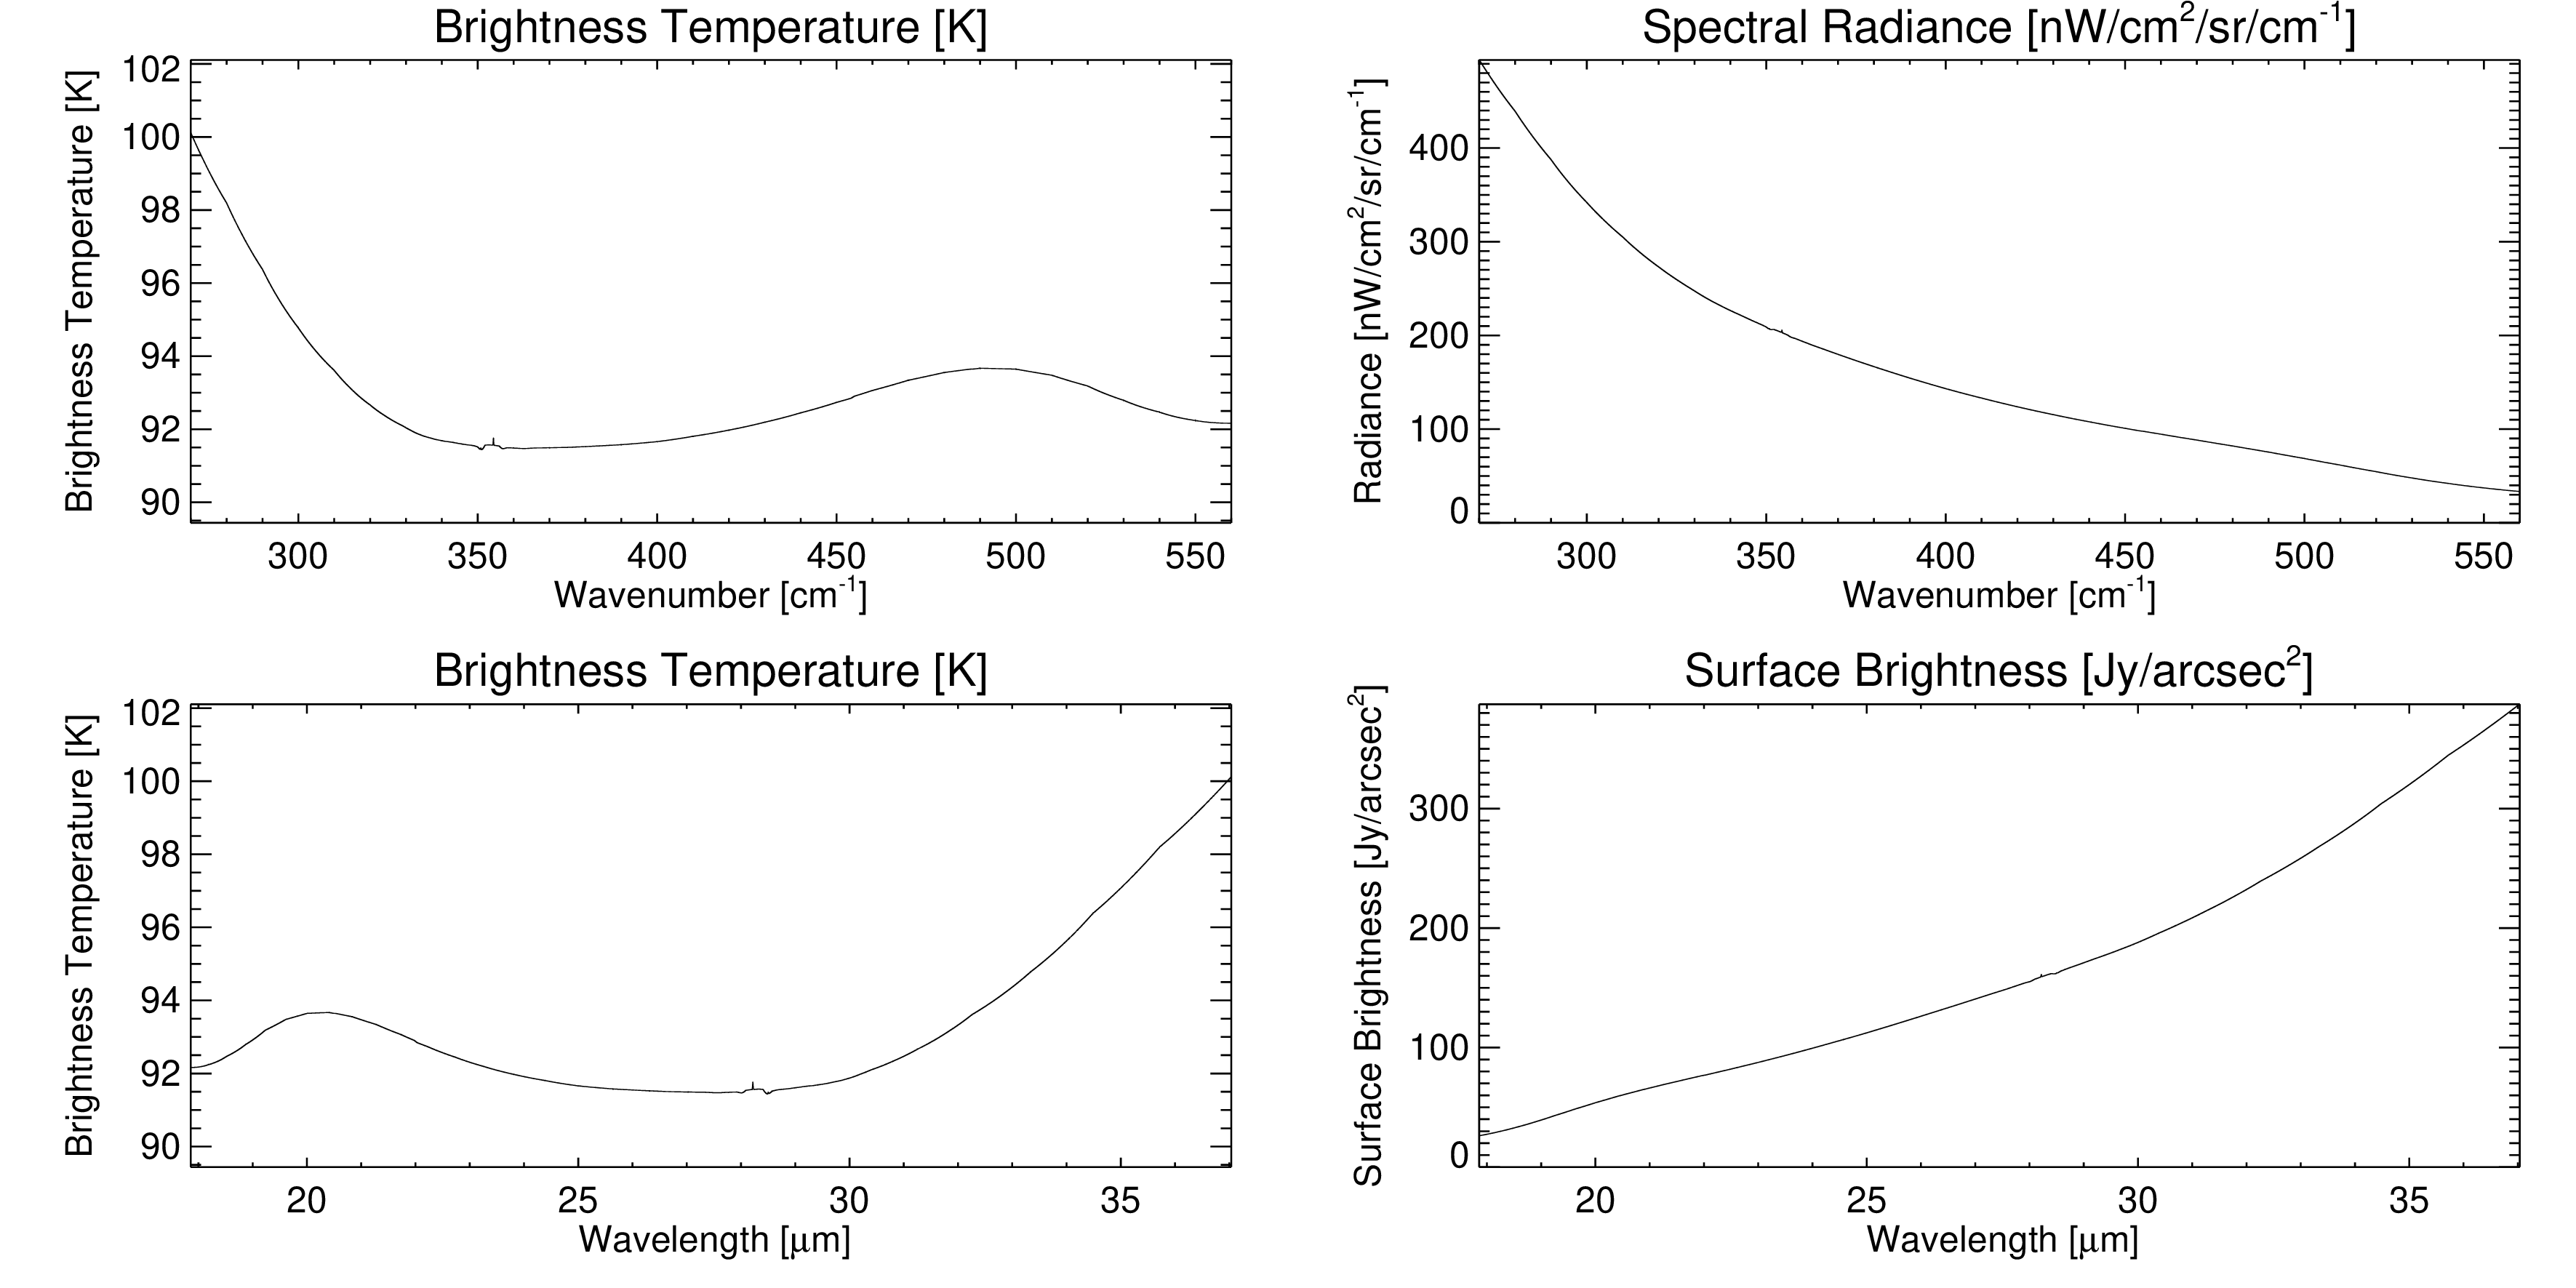 Brightness Temperature [K]
Brightness Temperature [K]
102
100
98
96
94
92
90
300 350 400 450 500 550
Wavenumber [cm⁻¹]
Spectral Radiance [nW/cm²/sr/cm⁻¹]
Radiance [nW/cm²/sr/cm⁻¹]
400
300
200
100
0
300 350 400 450 500 550
Wavenumber [cm⁻¹]
Brightness Temperature [K]
Brightness Temperature [K]
102
100
98
96
94
92
90
20 25 30 35
Wavelength [μm]
Surface Brightness [Jy/arcsec²]
Surface Brightness [Jy/arcsec²]
300
200
100
0
20 25 30 35
Wavelength [μm]